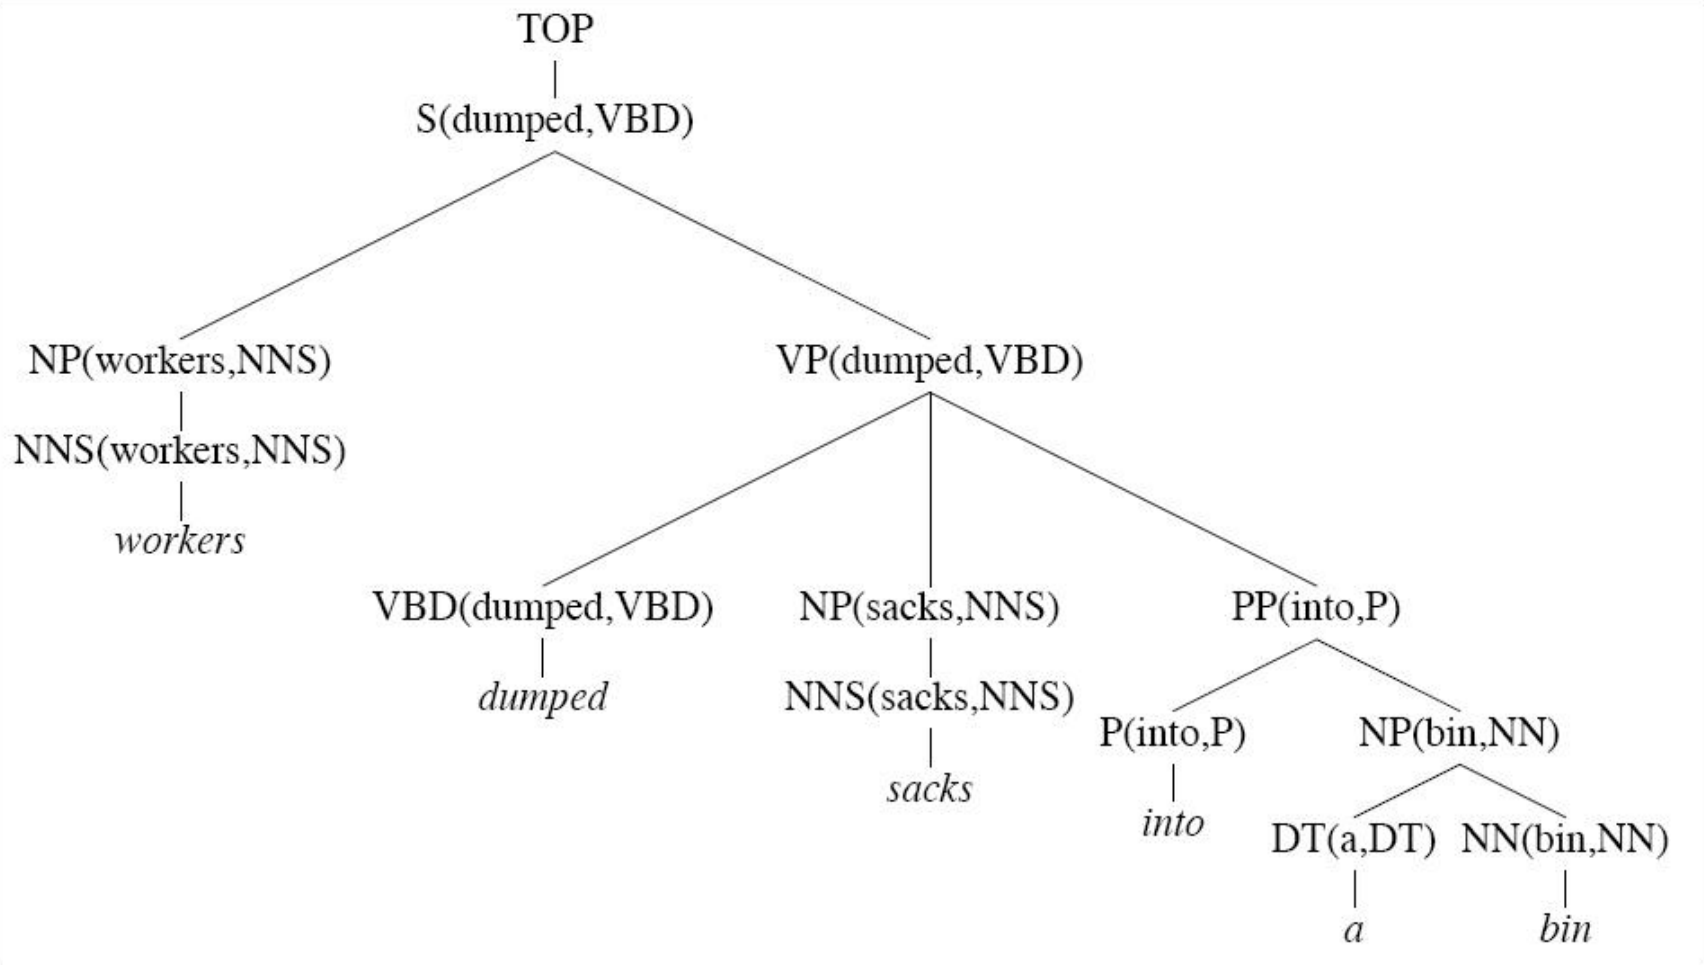 TOP
S(dumped,VBD)
NP(workers,NNS) VP(dumped,VBD)
NNS(workers,NNS)
workers
VBD(dumped,VBD) NP(sacks,NNS) PP(into,P)
dumped NNS(sacks,NNS)
P(into,P) NP(bin,NN)
sacks
into
DT(a,DT) NN(bin,NN)
a bin